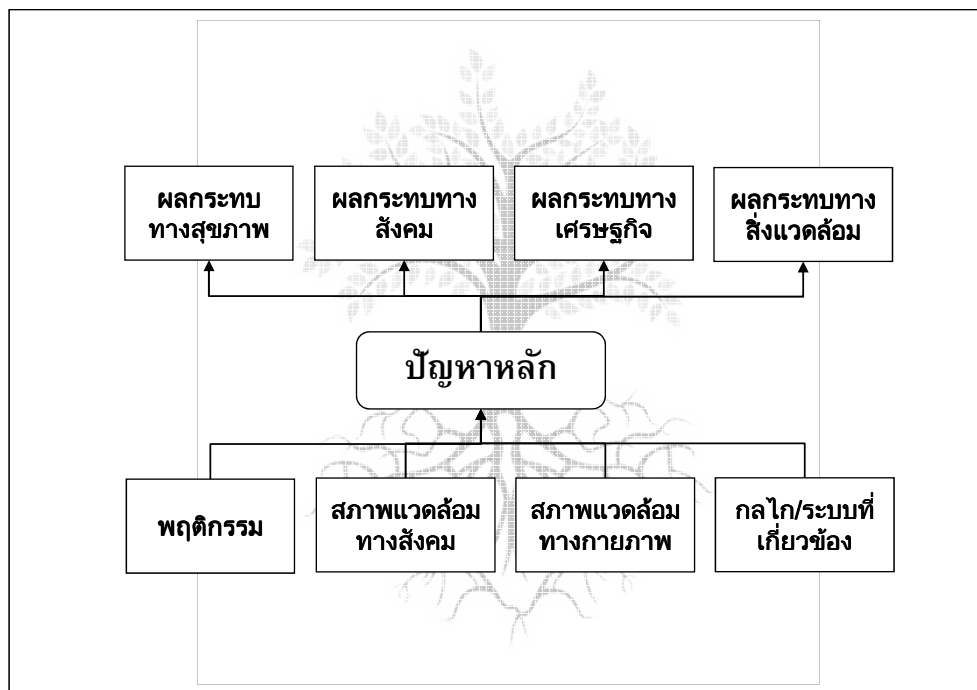 ผลกระทบ
ทางสุขภาพ
ผลกระทบทาง
สังคม
ผลกระทบทาง
เศรษฐกิจ
ผลกระทบทาง
สิ่งแวดล้อม
ปัญหาหลัก
พฤติกรรม
สภาพแวดล้อม
ทางสังคม
สภาพแวดล้อม
ทางกายภาพ
กลไก/ระบบที่
เกี่ยวข้อง